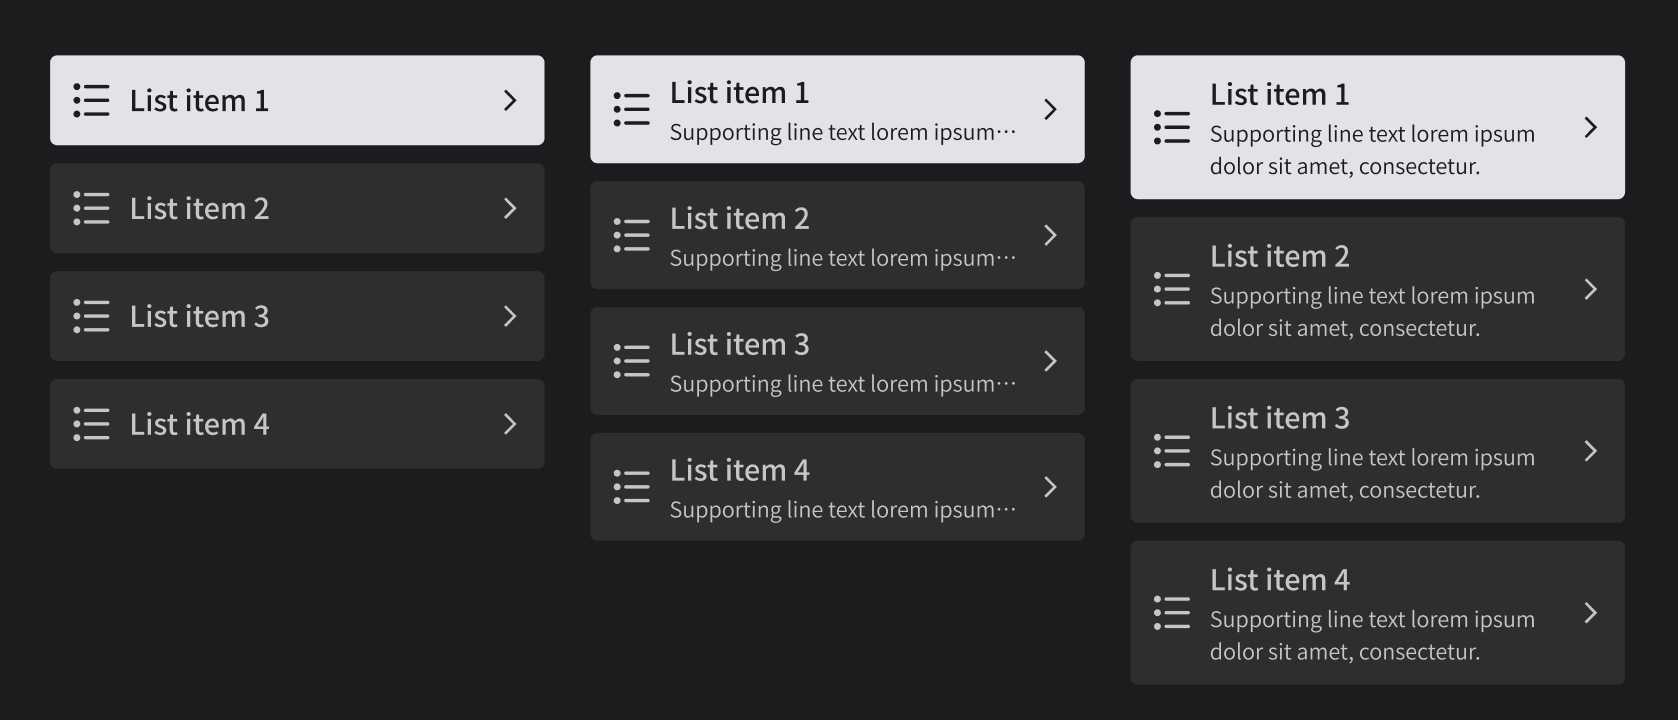 List item 1
List item 2
List item 3
List item 4
List item 1
Supporting line text lorem ipsum···
List item 2
Supporting line text lorem ipsum···
List item 3
Supporting line text lorem ipsum···
List item 4
Supporting line text lorem ipsum···
List item 1
Supporting line text lorem ipsum
dolor sit amet, consectetur.
List item 2
Supporting line text lorem ipsum
dolor sit amet, consectetur.
List item 3
Supporting line text lorem ipsum
dolor sit amet, consectetur.
List item 4
Supporting line text lorem ipsum
dolor sit amet, consectetur.